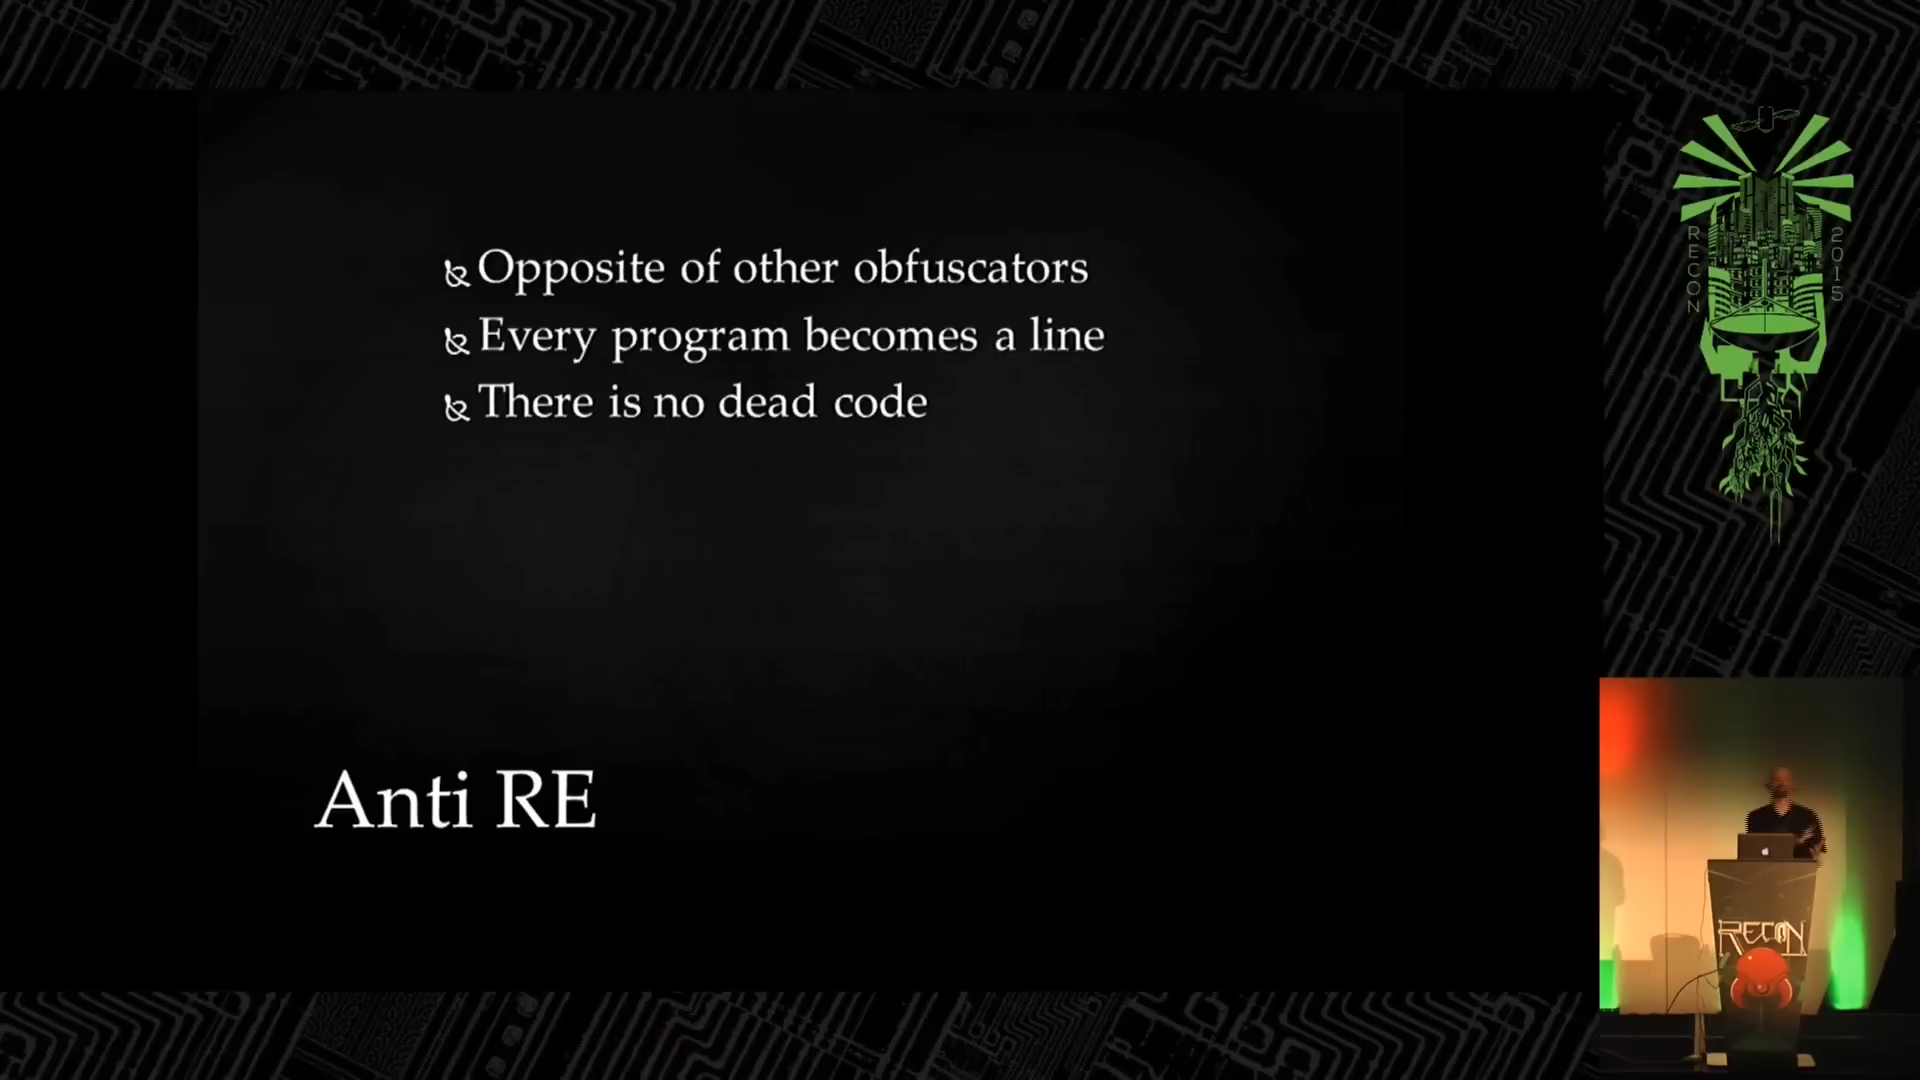 Opposite of other obfuscators
Every program becomes a line
There is no dead code
Anti RE
RECON
2015
RECON